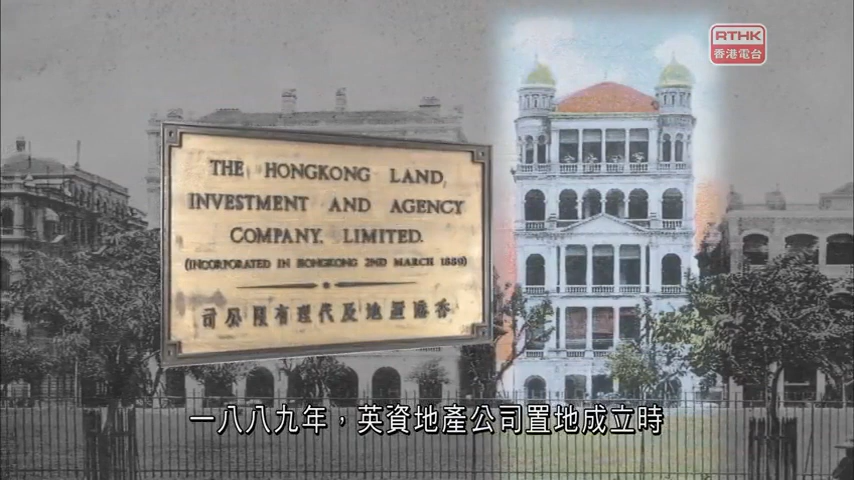 RTHK
香港電台
THE HONGKONG LAND,
INVESTMENT AND AGENCY
COMPANY, LIMITED.
(INCORPORATED IN HONGKONG 2ND MARCH 1889)
司公限有理代及地置港香
一八八九年，英資地產公司置地成立時